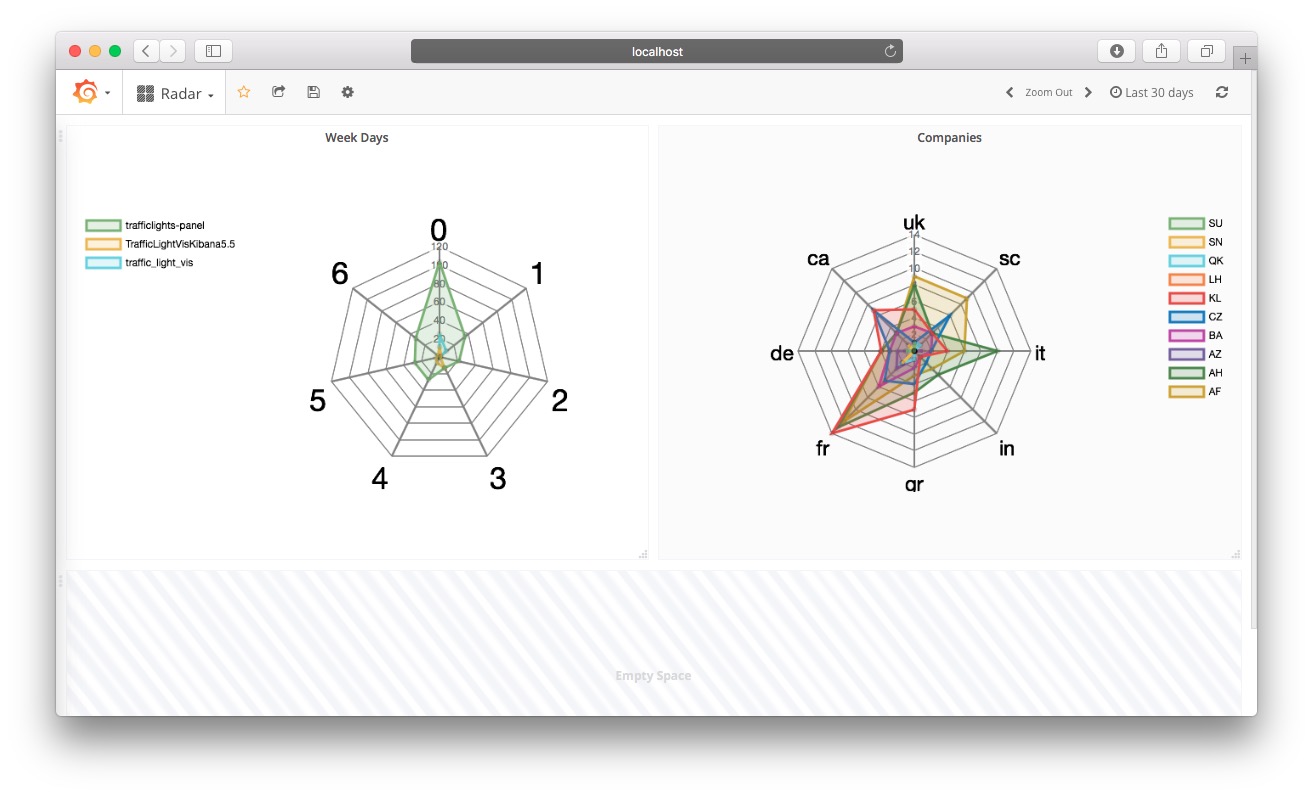 localhost
Radar
Zoom Out
Last 30 days
Week Days
trafficlights-panel
TrafficLightVisKibana5.5
traffic_light_vis
0
1
2
3
4
5
6
120
100
80
60
40
20
Companies
uk
sc
it
in
gr
fr
de
ca
14
12
10
6
4
2
SU
SN
QK
LH
KL
CZ
BA
AZ
AH
AF
Empty Space